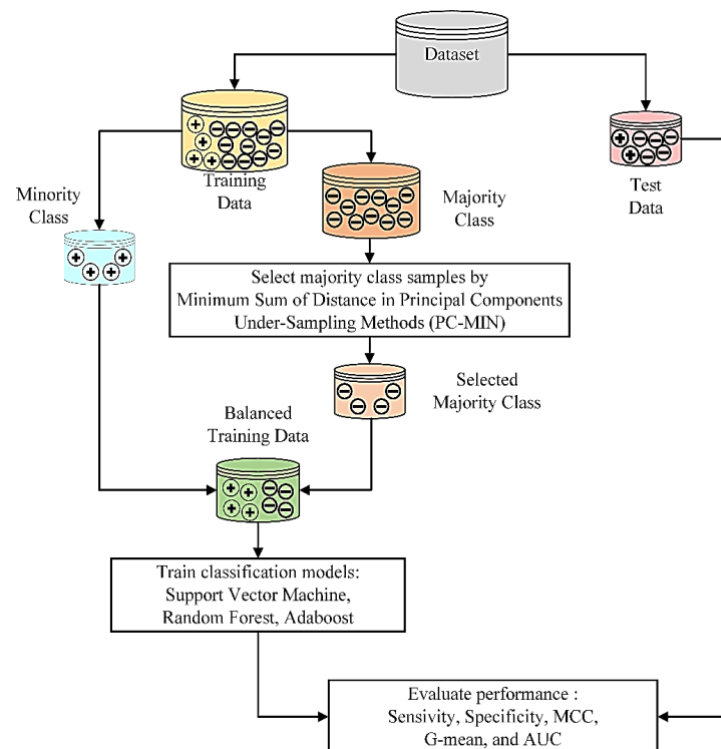 Dataset
Training
Data
Minority
Class
Majority
Class
Test
Data
Select majority class samples by
Minimum Sum of Distance in Principal Components
Under-Sampling Methods (PC-MIN)
Selected
Majority Class
Balanced
Training Data
Train classification models:
Support Vector Machine,
Random Forest, Adaboost
Evaluate performance :
Sensivity, Specificity, MCC,
G-mean, and AUC